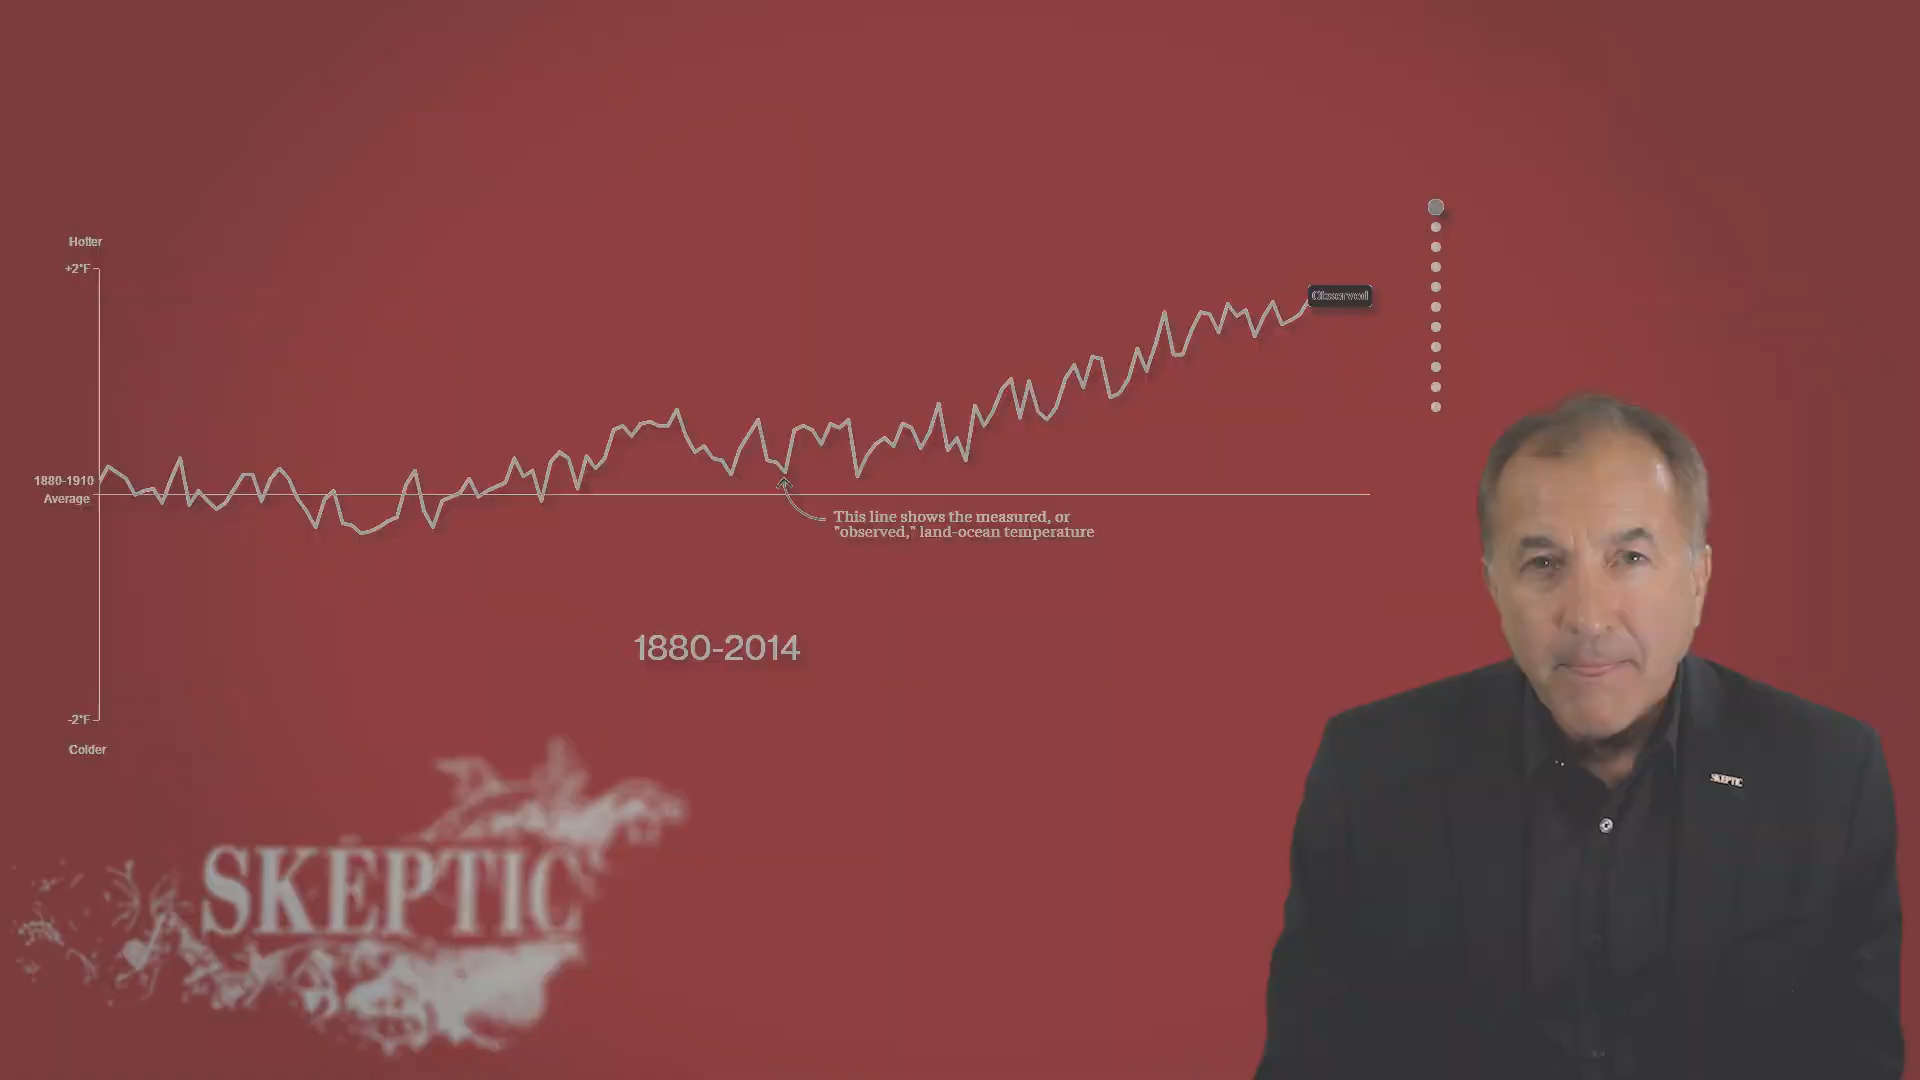 Hotter
+2°F
Observed
1880-1910
Average
This line shows the measured, or
"observed," land-ocean temperature
1880-2014
-2°F
Colder
SKEPTIC
SKEPTIC